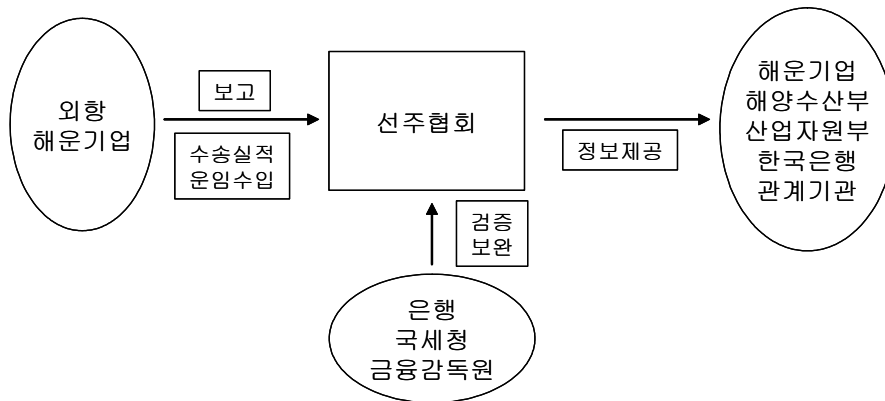 외항
해운기업
보고
수송실적
운임수입
선주협회
정보제공
해운기업
해양수산부
산업자원부
한국은행
관계기관
검증
보완
은행
국세청
금융감독원